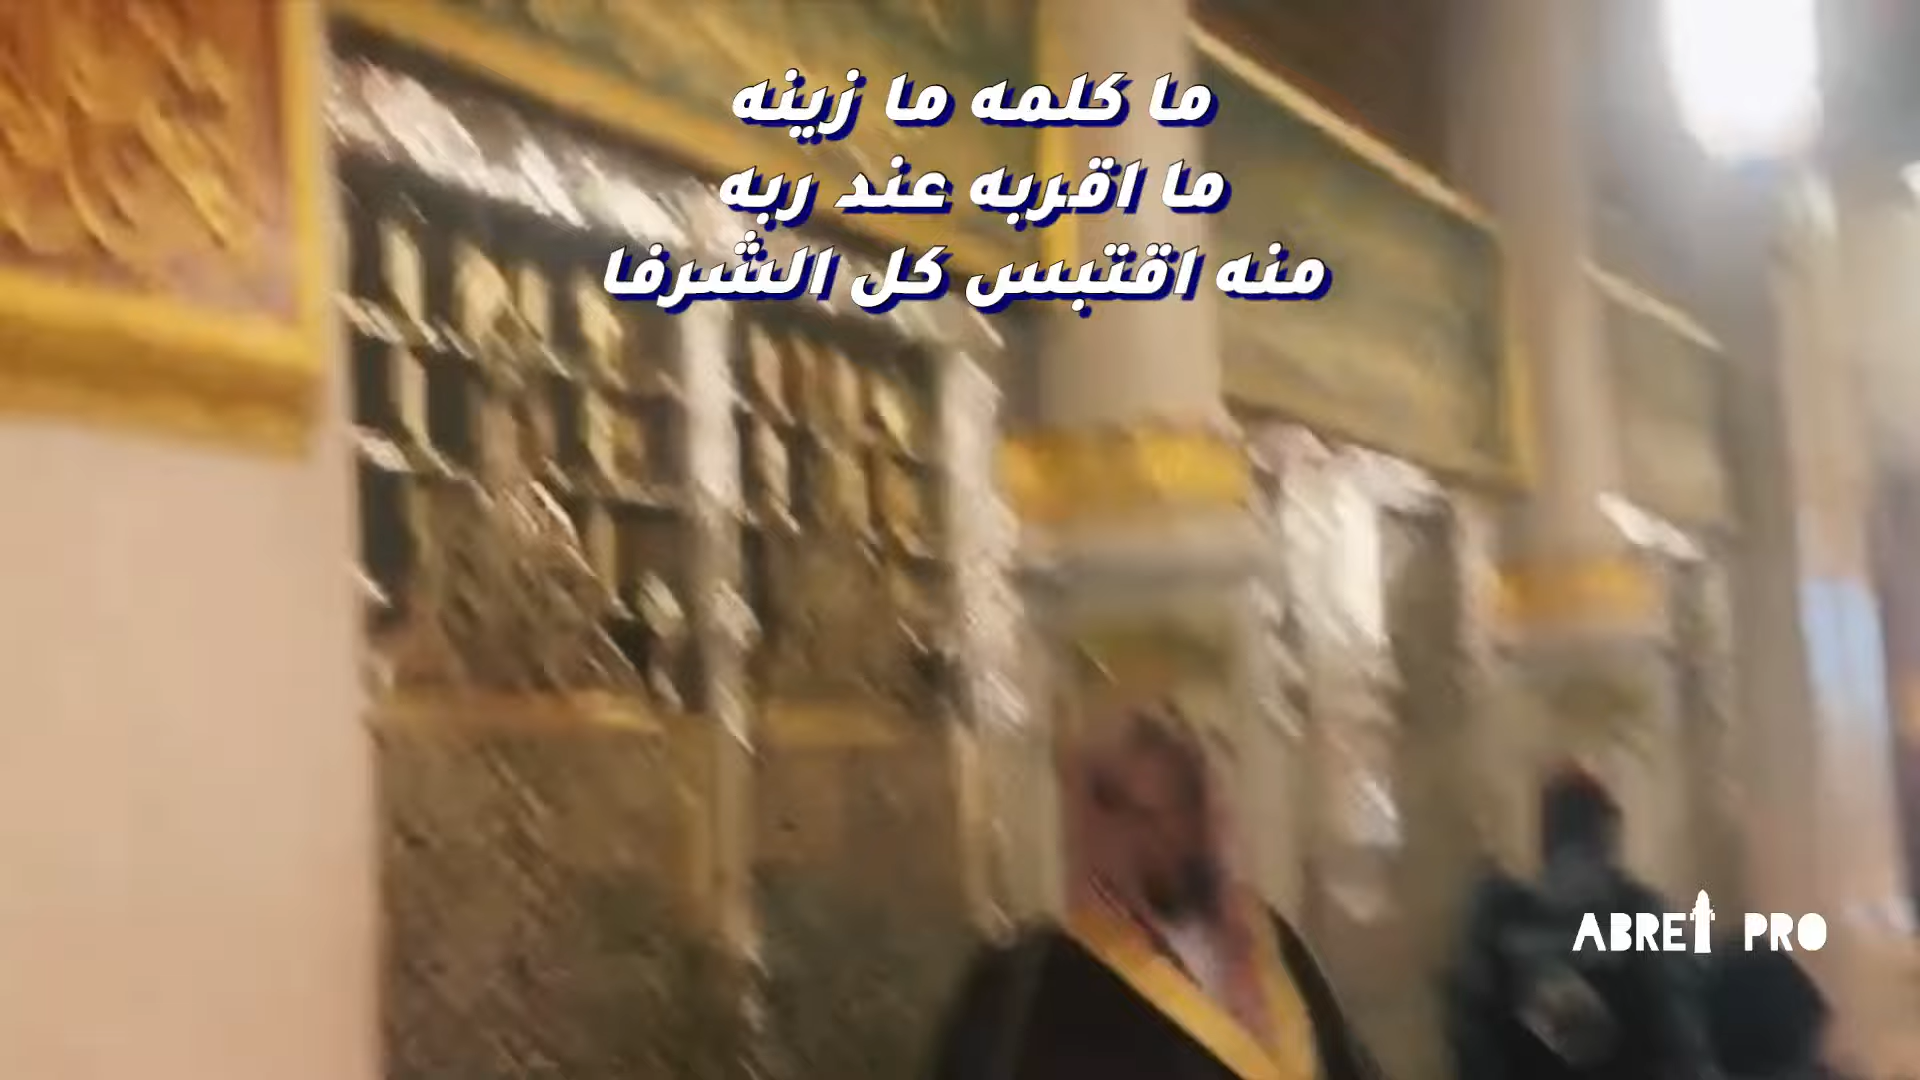 ما كلمه ما زينه
ما اقربه عند ربه
منه اقتبس كل الشرفا
ABRET PRO